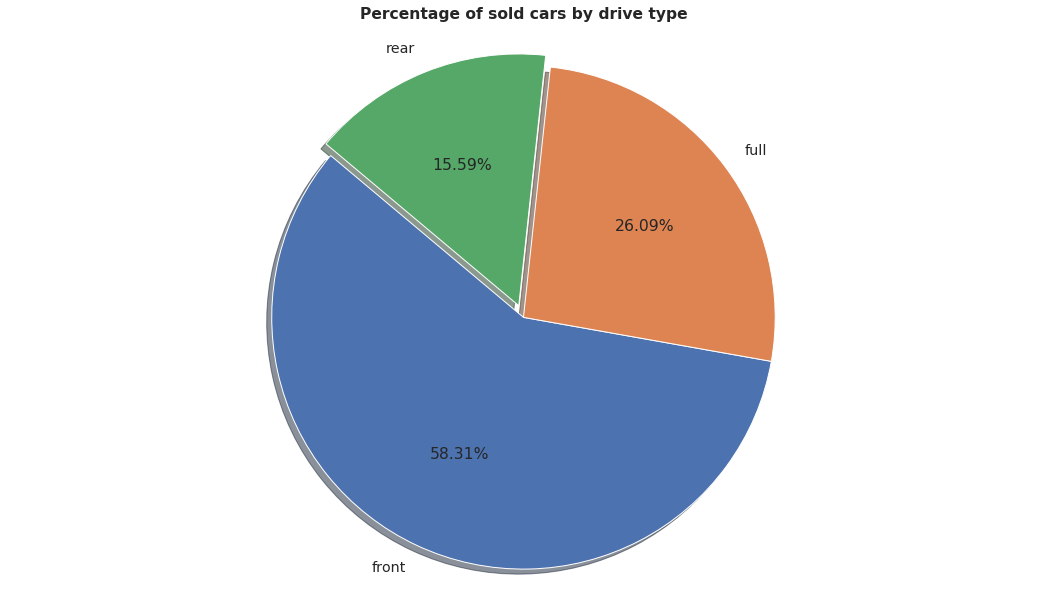 Percentage of sold cars by drive type
rear
full
15.59%
26.09%
58.31%
front